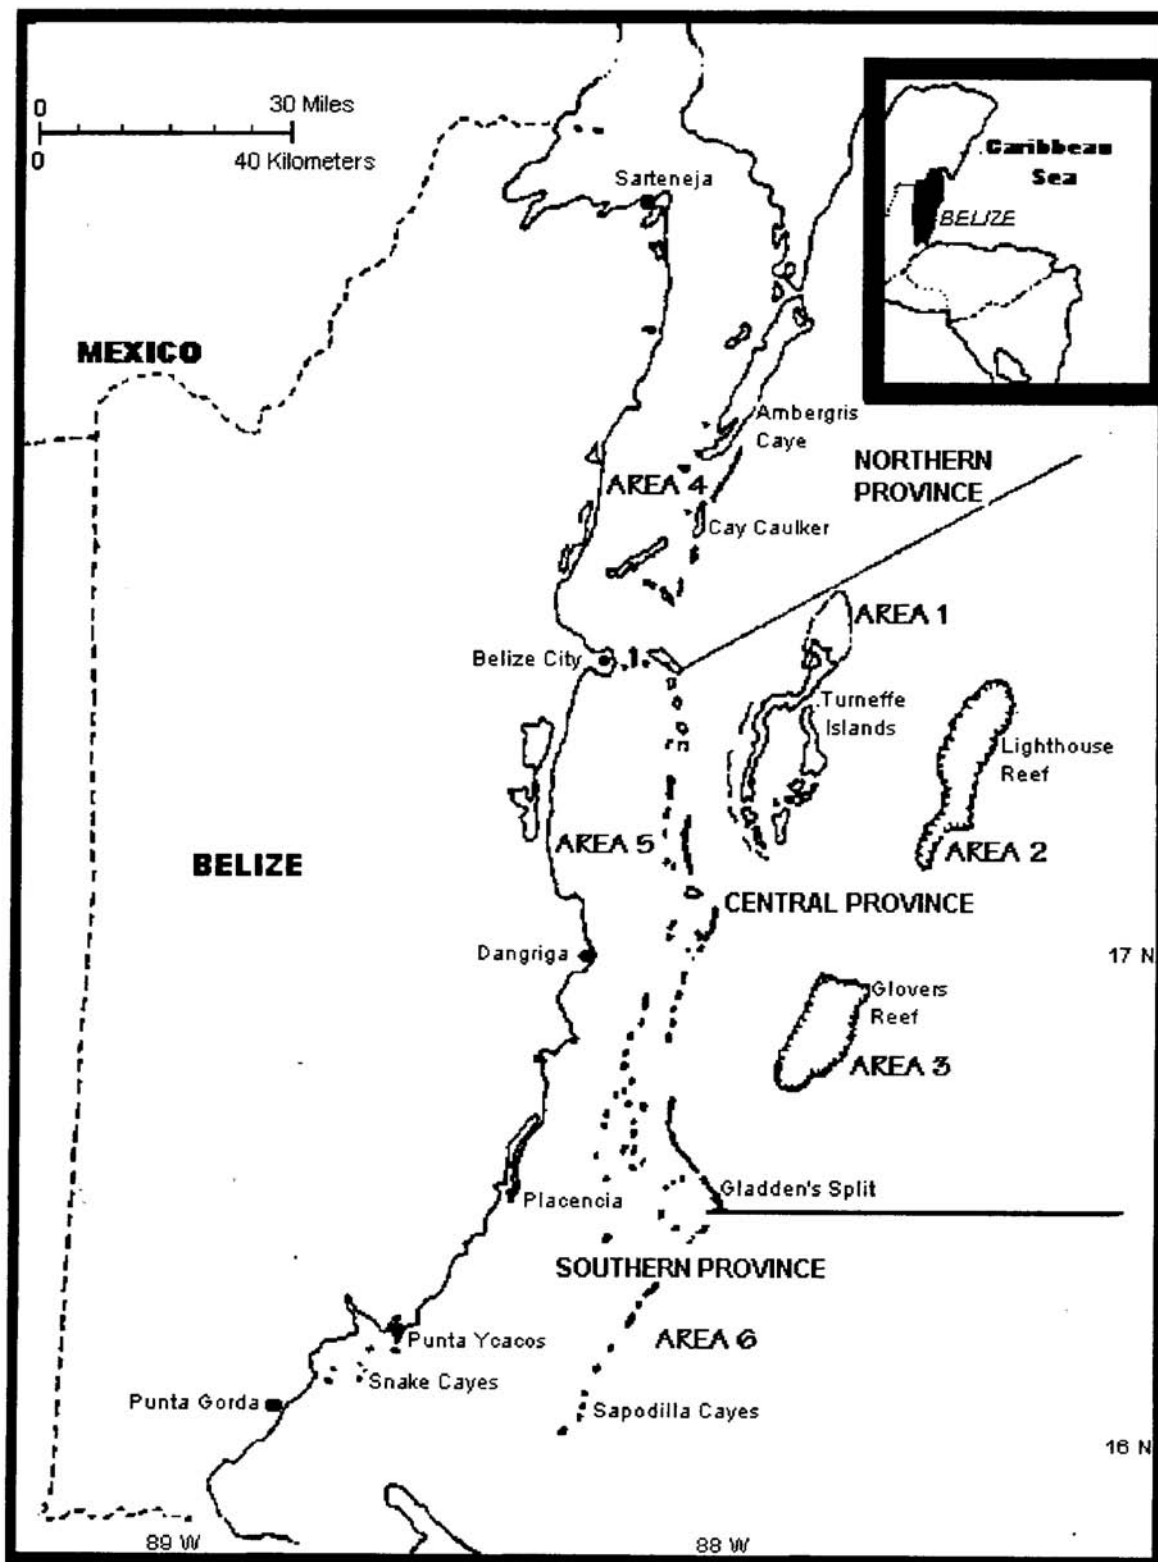 0
30 Miles
0
40 Kilometers
Caribbean
Sea
BELIZE
Sarteneja
MEXICO
Ambergris
Caye
NORTHERN
PROVINCE
AREA 4
Cay Caulker
AREA 1
Belize City
Turneffe
Islands
Lighthouse
Reef
AREA 5
AREA 2
BELIZE
CENTRAL PROVINCE
Dangriga
17 N
Glovers
Reef
AREA 3
Placencia
Gladden's Split
SOUTHERN PROVINCE
AREA 6
Punta Ycacos
Snake Cayes
Punta Gorda
Sapodilla Cayes
16 N
89 W
88 W